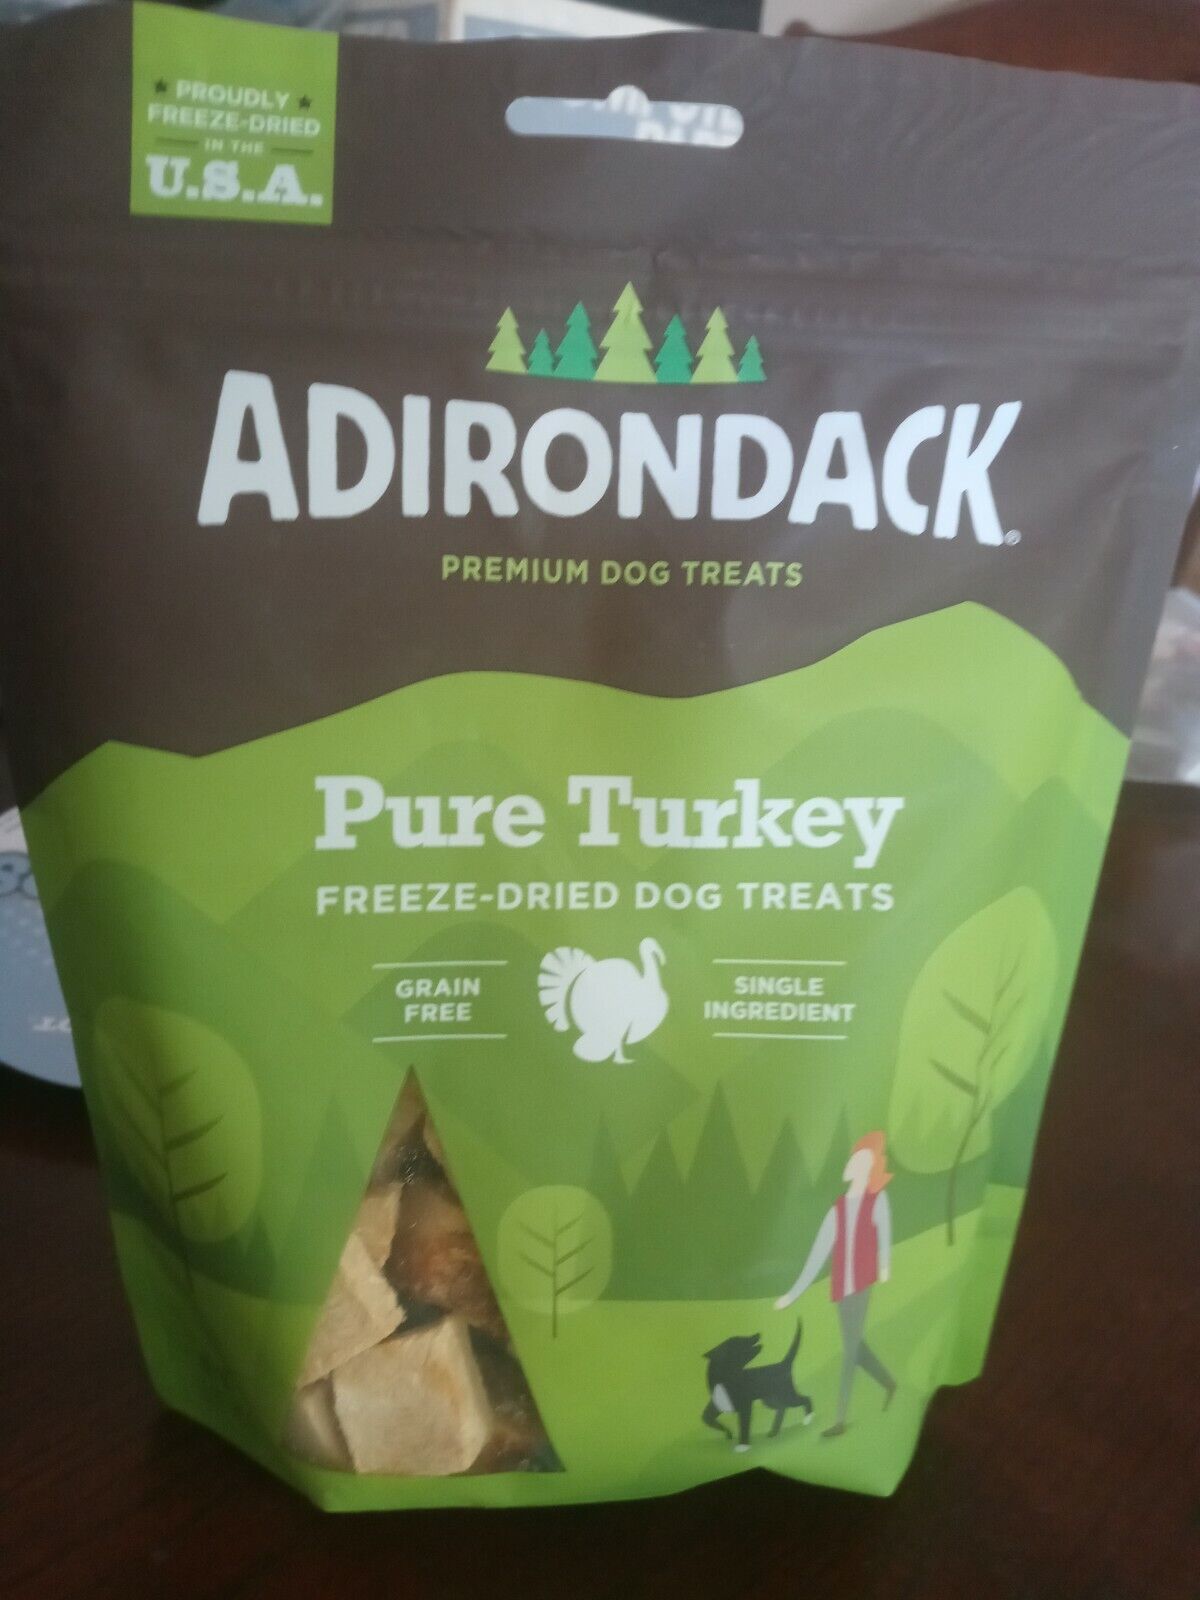 PROUDLY
FREEZE-DRIED
IN THE
U.S.A.
ADIRONDACK®
PREMIUM DOG TREATS
Pure Turkey
FREEZE-DRIED DOG TREATS
GRAIN
FREE
SINGLE
INGREDIENT